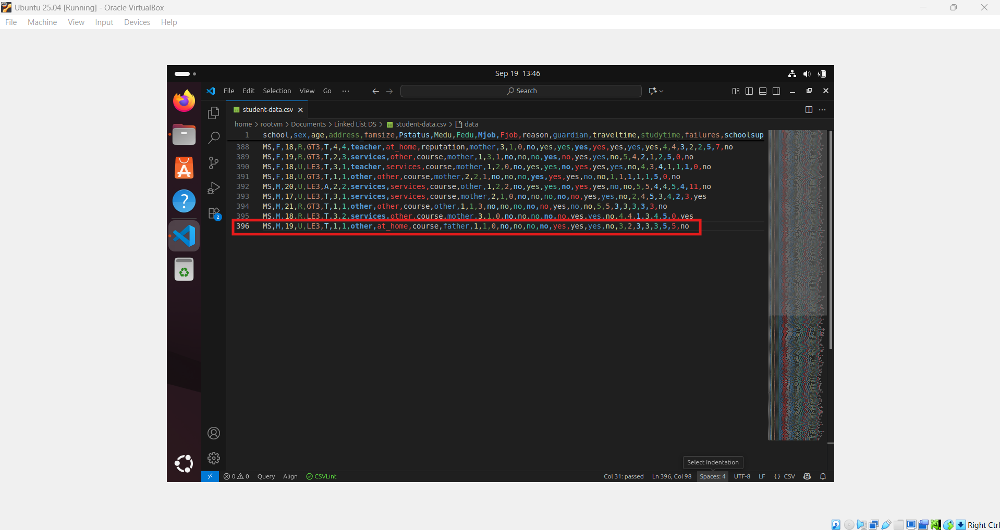 Ubuntu 25.04 [Running] - Oracle VirtualBox
File Machine View Input Devices Help
Sep 19 13:46
File Edit Selection View Go ··· Search
student-data.csv
home > rootvm > Documents > Linked List DS > student-data.csv > data
1 school,sex,age,address,famsize,Pstatus,Medu,Fedu,Mjob,Fjob,reason,guardian,traveltime,studytime,failures,schoolsup
388 MS,F,18,R,GT3,T,4,4,teacher,at_home,reputation,mother,3,1,0,no,yes,yes,yes,yes,yes,yes,yes,4,4,3,2,2,5,7,no
389 MS,F,19,R,GT3,T,2,3,services,other,course,mother,1,3,1,no,no,no,yes,no,yes,yes,no,5,4,2,1,2,5,0,no
390 MS,F,18,U,LE3,T,3,1,teacher,services,course,mother,1,2,0,no,yes,yes,no,yes,yes,yes,no,4,3,4,1,1,1,0,no
391 MS,F,18,U,GT3,T,1,1,other,other,course,mother,2,2,1,no,no,no,yes,yes,yes,no,no,1,1,1,1,1,5,0,no
392 MS,M,20,U,LE3,A,2,2,services,services,course,other,1,2,2,no,yes,yes,no,yes,yes,no,no,5,5,4,4,5,4,11,no
393 MS,M,17,U,LE3,T,3,1,services,services,course,mother,2,1,0,no,no,no,no,no,yes,yes,no,2,4,5,3,4,2,3,yes
394 MS,M,21,R,GT3,T,1,1,other,other,course,other,1,1,3,no,no,no,no,no,yes,no,no,5,5,3,3,3,3,3,no
395 MS,M,18,R,LE3,T,3,2,services,other,course,mother,3,1,0,no,no,no,no,no,yes,yes,no,4,4,1,3,4,5,0,yes
396 MS,M,19,U,LE3,T,1,1,other,at_home,course,father,1,1,0,no,no,no,no,yes,yes,yes,no,3,2,3,3,3,5,5,no
2
Select Indentation
0 0 Query Align CSVLint Col 31: passed Ln 396, Col 98 Spaces: 4 UTF-8 LF {} CSV
Right Ctrl